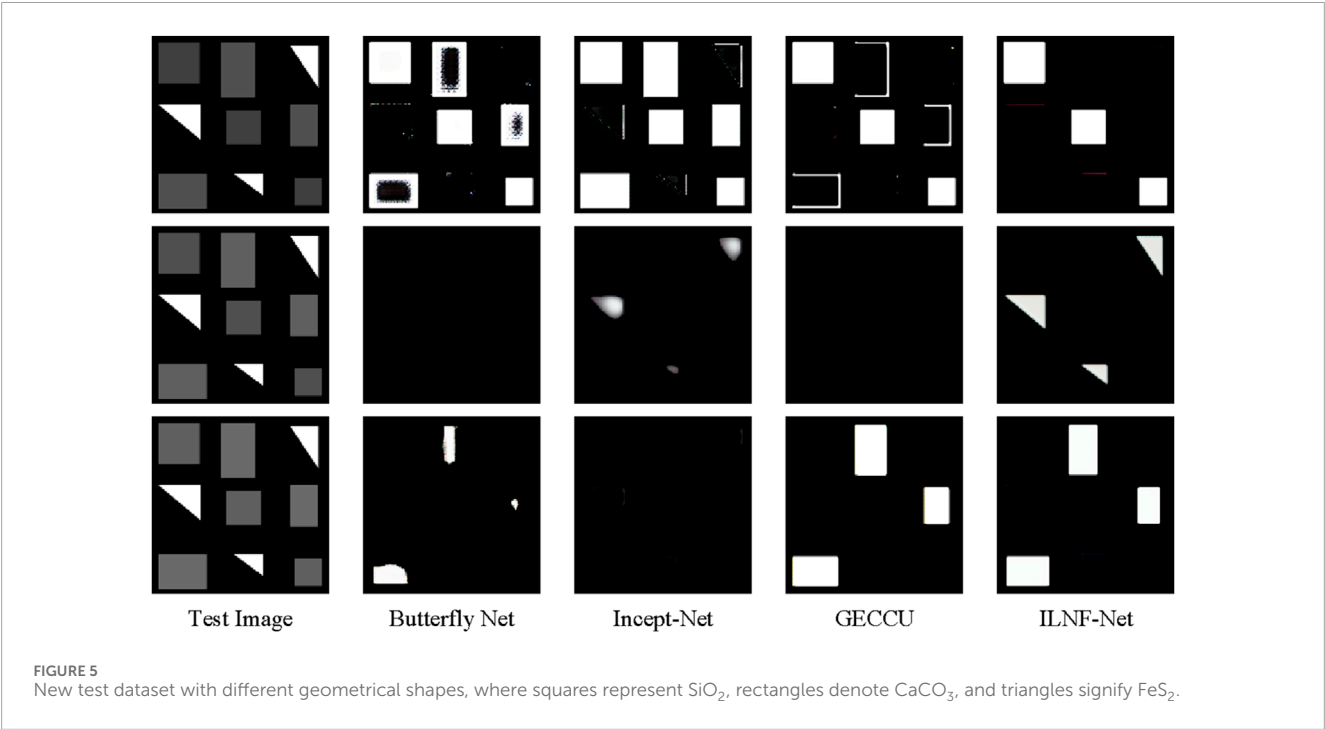 Test Image
Butterfly Net
Incept-Net
GECCU
ILNF-Net
FIGURE 5
New test dataset with different geometrical shapes, where squares represent SiO₂, rectangles denote CaCO₃, and triangles signify FeS₂.